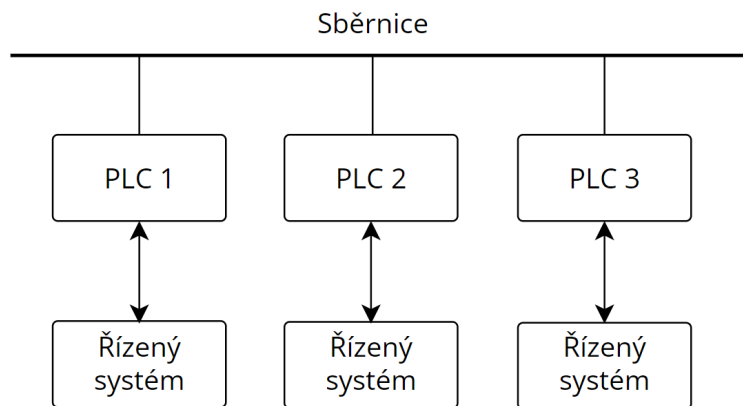 Sběrnice
PLC 1
PLC 2
PLC 3
Řízený
systém
Řízený
systém
Řízený
systém